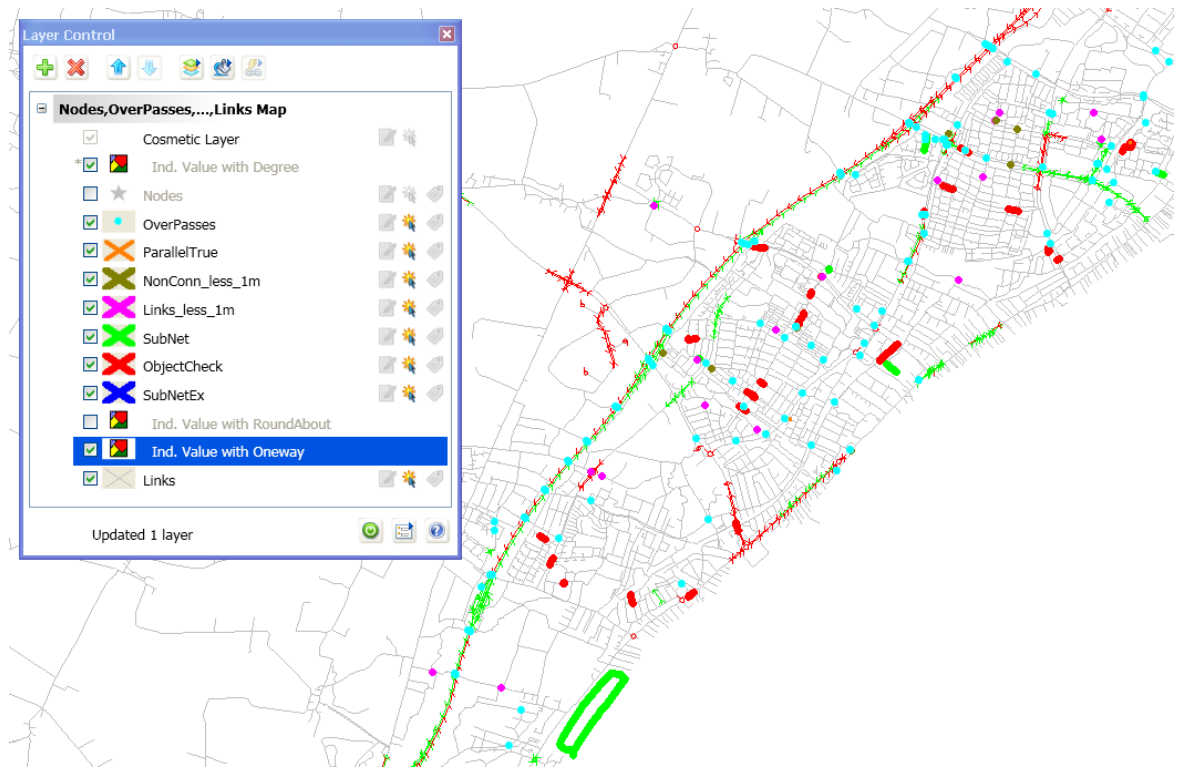 Layer Control
Nodes,OverPasses,...,Links Map
Cosmetic Layer
* Ind. Value with Degree
Nodes
OverPasses
ParallelTrue
NonConn_less_1m
Links_less_1m
SubNet
ObjectCheck
SubNetEx
Ind. Value with RoundAbout
Ind. Value with Oneway
Links
Updated 1 layer